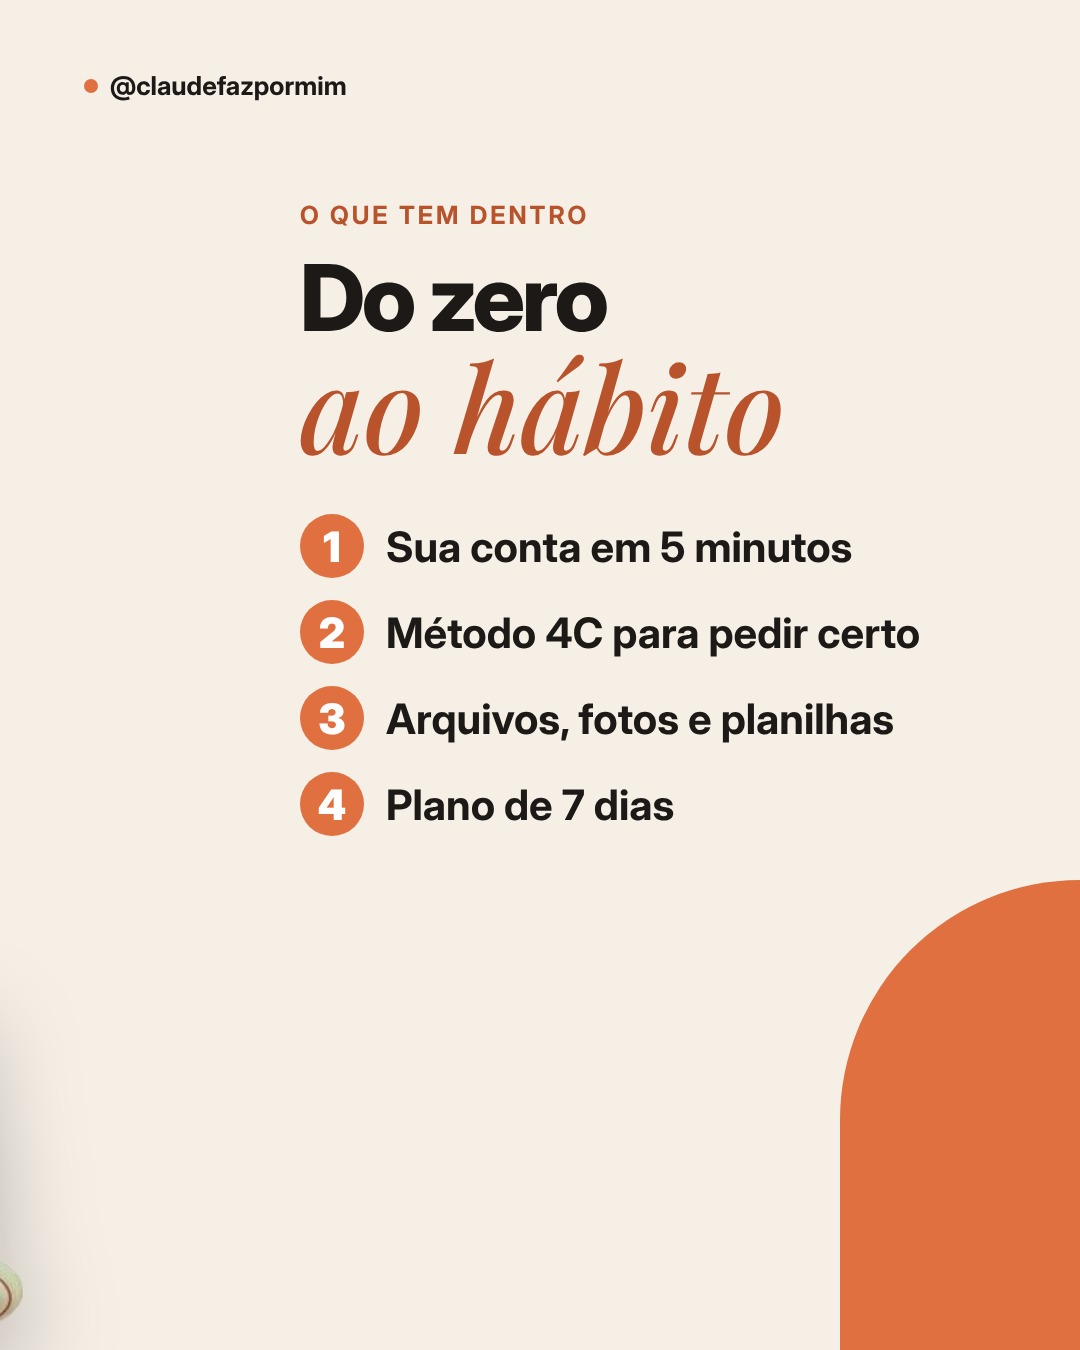 @claudefazpormim
O QUE TEM DENTRO
Do zero
ao hábito
1 Sua conta em 5 minutos
2 Método 4C para pedir certo
3 Arquivos, fotos e planilhas
4 Plano de 7 dias